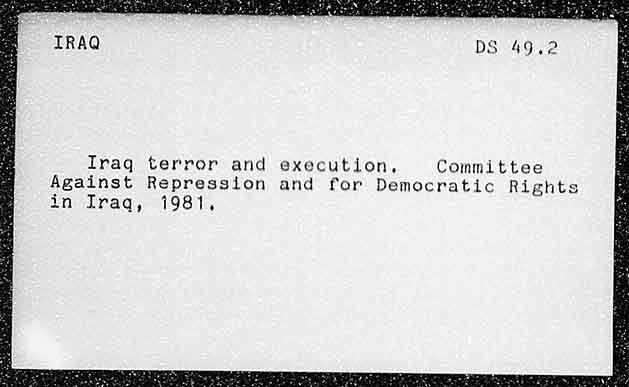 IRAQ DS 49.2
Iraq terror and execution. Committee
Against Repression and for Democratic Rights
in Iraq, 1981.